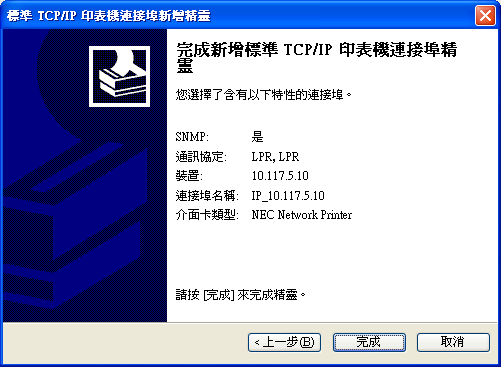 標準 TCP/IP 印表機連接埠新增精靈
完成新增標準 TCP/IP 印表機連接埠精
靈
您選擇了含有以下特性的連接埠。
SNMP: 是
通訊協定: LPR, LPR
裝置: 10.117.5.10
連接埠名稱: IP_10.117.5.10
介面卡類型: NEC Network Printer
請按 [完成] 來完成精靈。
< 上一步(B) 完成 取消